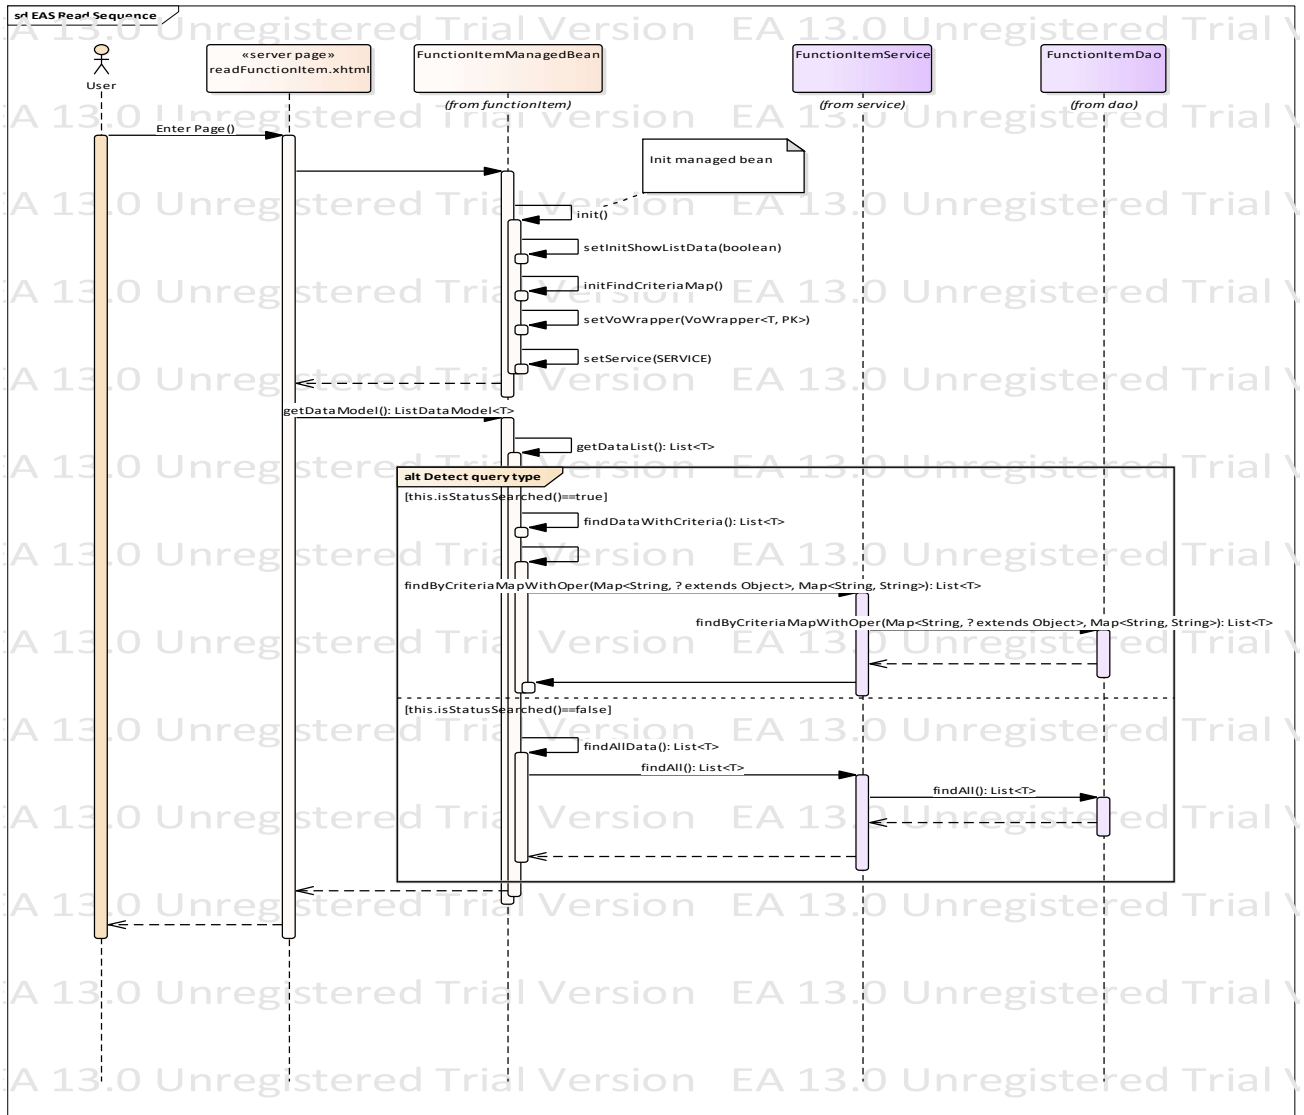 sd EAS Read Sequence
User
«server page»
readFunctionItem.xhtml
FunctionItemManagedBean
(from functionItem)
FunctionItemService
(from service)
FunctionItemDao
(from dao)
Enter Page()
Init managed bean
init()
setInitShowListData(boolean)
initFindCriteriaMap()
setVoWrapper(VoWrapper<T, PK>)
setService(SERVICE)
getDataModel(): ListDataModel<T>
getDataList(): List<T>
alt Detect query type
[this.isStatusSearched()==true]
findDataWithCriteria(): List<T>
findByCriteriaMapWithOper(Map<String, ? extends Object>, Map<String, String>): List<T>
findByCriteriaMapWithOper(Map<String, ? extends Object>, Map<String, String>): List<T>
[this.isStatusSearched()==false]
findAllData(): List<T>
findAll(): List<T>
findAll(): List<T>
EA 13.0 Unregistered Trial Version